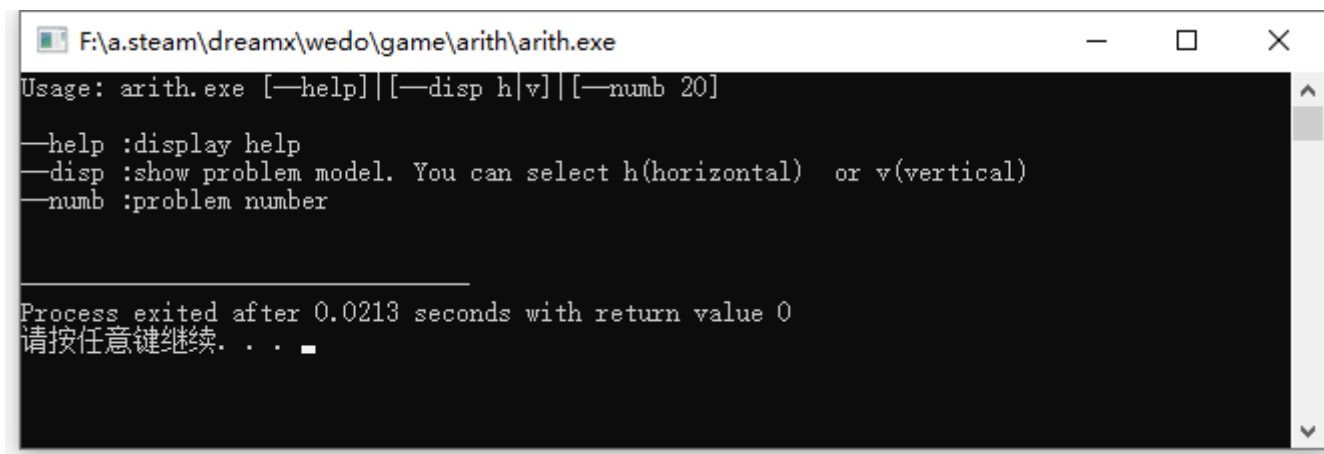 F:\a.steam\dreamx\wedo\game\arith\arith.exe
Usage: arith.exe [--help]|[--disp h|v]|[--numb 20]
--help :display help
--disp :show problem model. You can select h(horizontal)  or v(vertical)
--numb :problem number
--------------------------------
Process exited after 0.0213 seconds with return value 0
请按任意键继续. . .